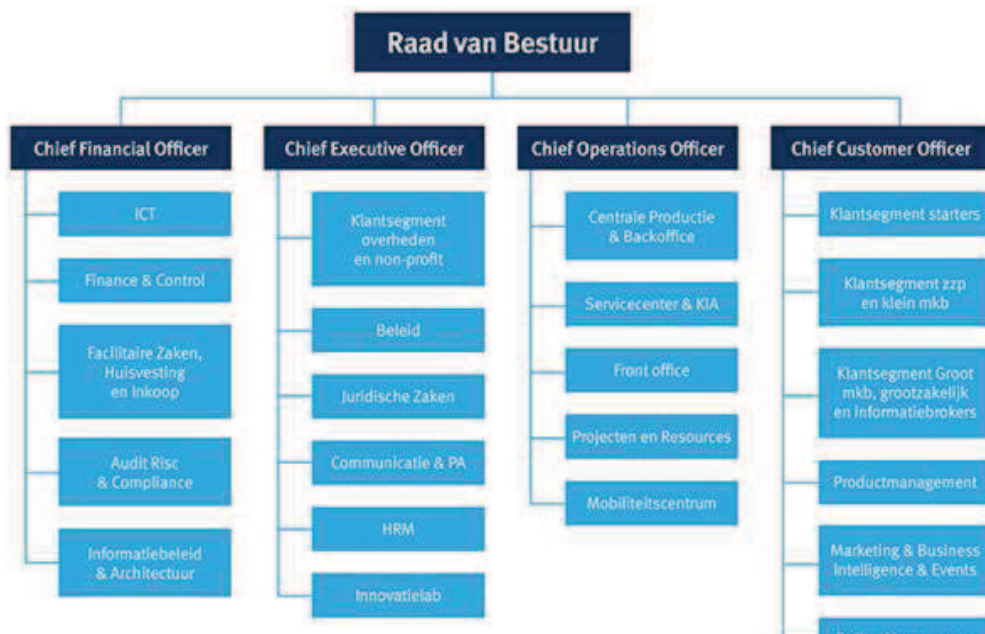 Raad van Bestuur
Chief Financial Officer
ICT
Finance & Control
Facilitaire Zaken,
Huisvesting
en Inkoop
Audit Risc
& Compliance
Informatiebeleid
& Architectuur
Chief Executive Officer
Klantsegment
overheden
en non-profit
Beleid
Juridische Zaken
Communicatie & PA
HRM
Innovatielab
Chief Operations Officer
Centrale Productie
& Backoffice
Servicecenter & KIA
Front office
Projecten en Resources
Mobiliteitscentrum
Chief Customer Officer
Klantsegment starters
Klantsegment zzp
en klein mkb
Klantsegment Groot
mkb, grootzakelijk
en informatiebrokers
Productmanagement
Marketing & Business
Intelligence & Events